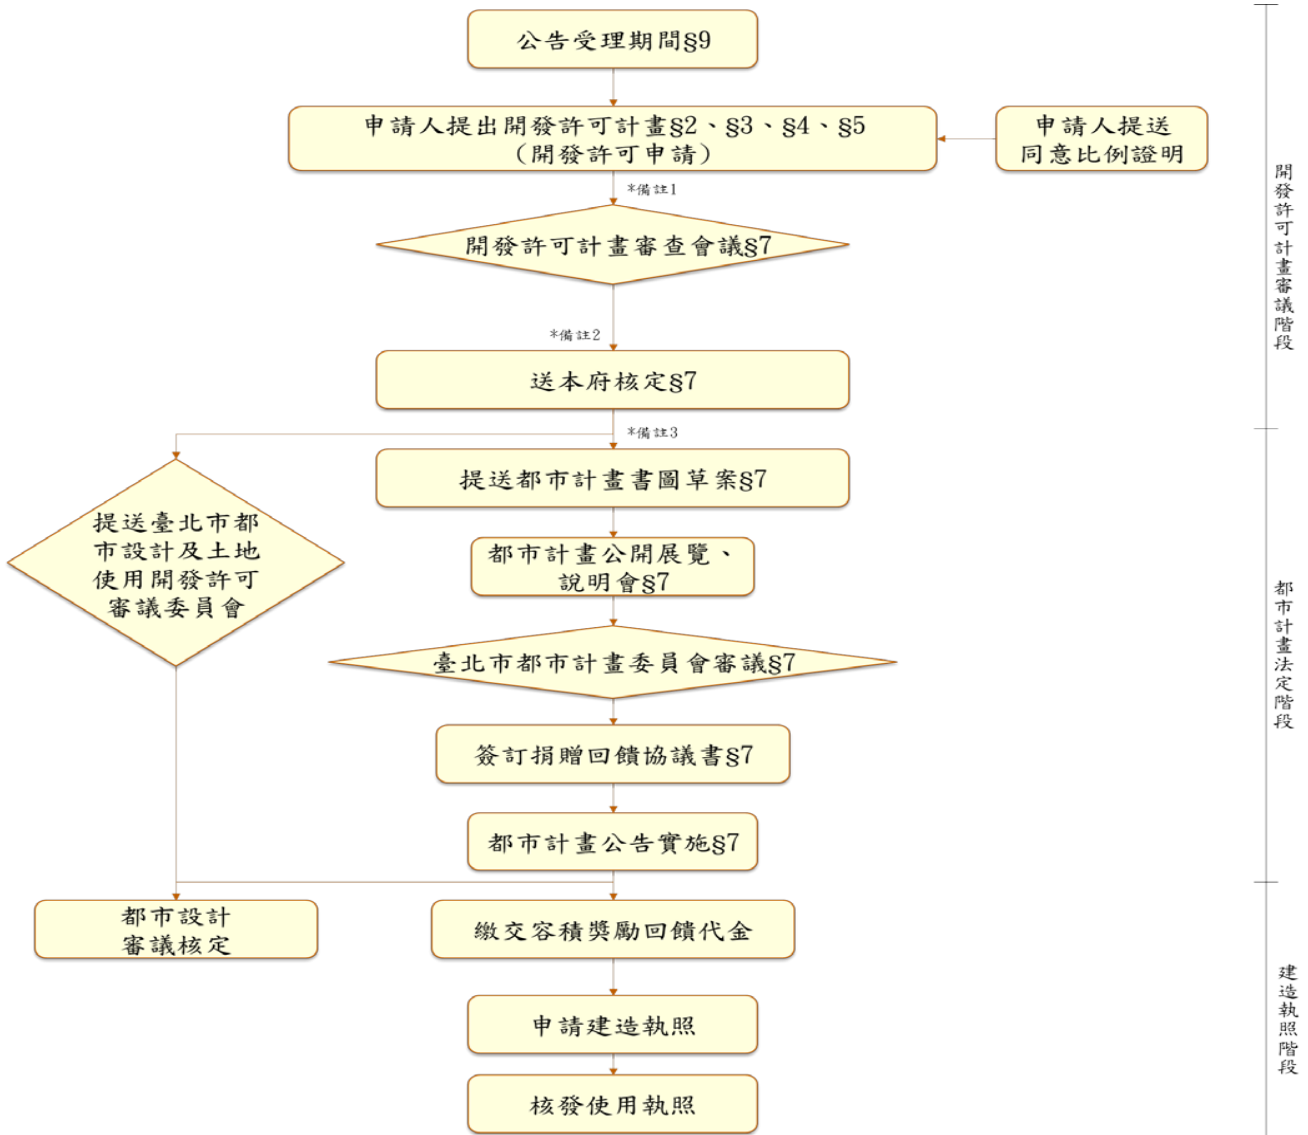 公告受理期間§9
申請人提出開發許可計畫§2、§3、§4、§5
（開發許可申請）
申請人提送
同意比例證明
*備註1
開發許可計畫審查會議§7
*備註2
送本府核定§7
*備註3
提送都市計畫書圖草案§7
提送臺北市都
市設計及土地
使用開發許可
審議委員會
都市計畫公開展覽、
說明會§7
臺北市都市計畫委員會審議§7
簽訂捐贈回饋協議書§7
都市計畫公告實施§7
都市設計
審議核定
繳交容積獎勵回饋代金
申請建造執照
核發使用執照
開發許可計畫審議階段
都市計畫法定階段
建造執照階段